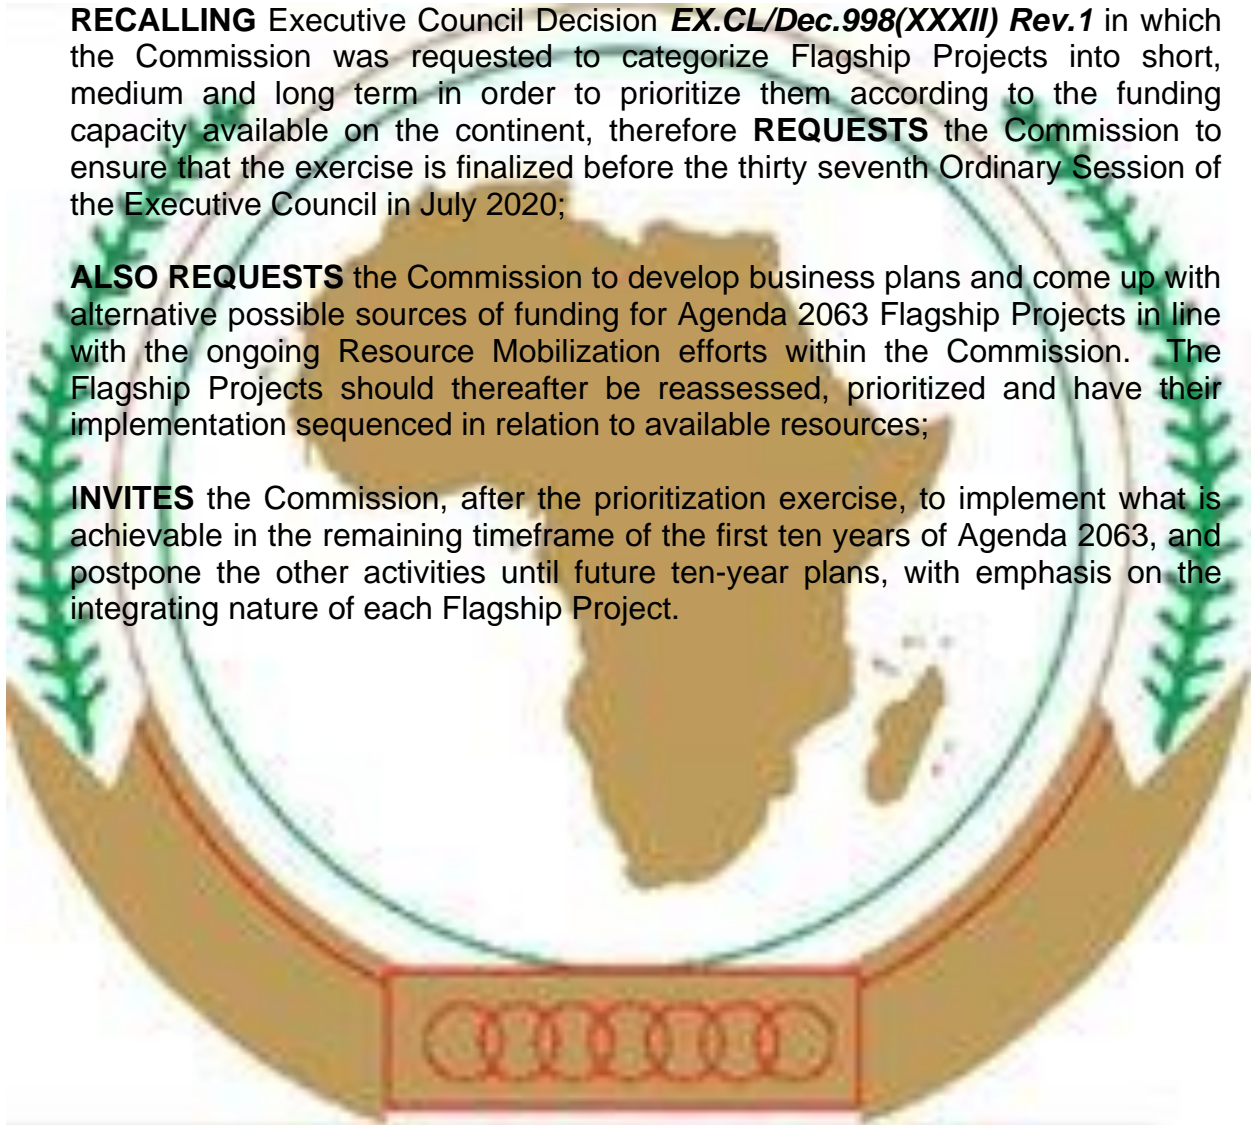 RECALLING Executive Council Decision EX.CL/Dec.998(XXXII) Rev.1 in which
the Commission was requested to categorize Flagship Projects into short,
medium and long term in order to prioritize them according to the funding
capacity available on the continent, therefore REQUESTS the Commission to
ensure that the exercise is finalized before the thirty seventh Ordinary Session of
the Executive Council in July 2020;
ALSO REQUESTS the Commission to develop business plans and come up with
alternative possible sources of funding for Agenda 2063 Flagship Projects in line
with the ongoing Resource Mobilization efforts within the Commission. The
Flagship Projects should thereafter be reassessed, prioritized and have their
implementation sequenced in relation to available resources;
INVITES the Commission, after the prioritization exercise, to implement what is
achievable in the remaining timeframe of the first ten years of Agenda 2063, and
postpone the other activities until future ten-year plans, with emphasis on the
integrating nature of each Flagship Project.